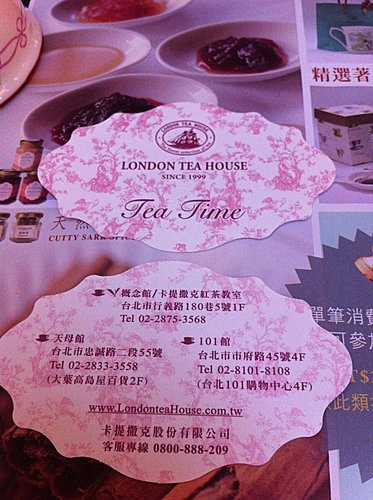 精選著
LONDON TEA HOUSE
LONDON TEA HOUSE
SINCE 1999
Tea Time
天然
CUTTY SARK SPICE
概念館/卡提撒克紅茶教室
台北市行義路180巷5號1F
Tel 02-2875-3568
天母館
台北市忠誠路二段55號
Tel 02-2833-3558
(大葉高島屋百貨2F)
101館
台北市市府路45號4F
Tel 02-8101-8108
(台北101購物中心4F)
www.LondonteaHouse.com.tw
卡提撒克股份有限公司
客服專線 0800-888-209
單筆消費
可參加
T$
此類